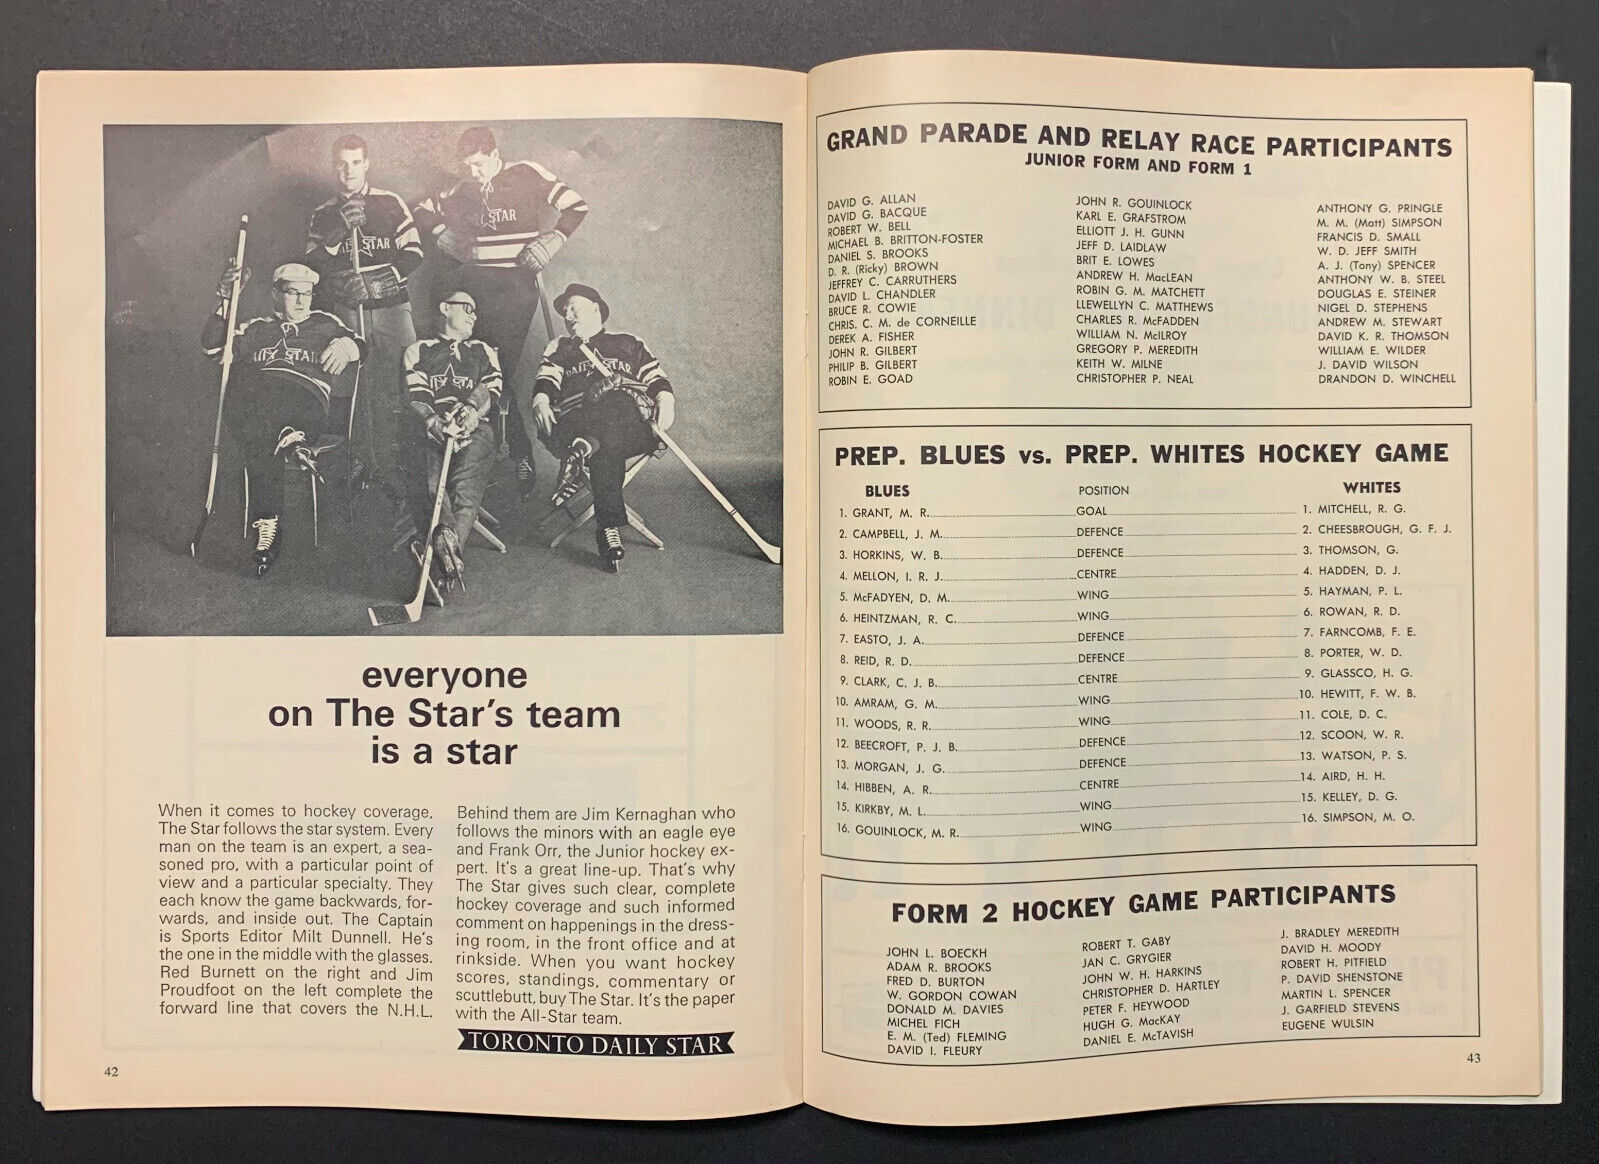 STAR
DAILY STAR
DAILY STAR
DAILY STAR
everyone
on The Star's team
is a star
When it comes to hockey coverage,
The Star follows the star system. Every
man on the team is an expert, a sea-
soned pro, with a particular point of
view and a particular specialty. They
each know the game backwards, for-
wards, and inside out. The Captain
is Sports Editor Milt Dunnell. He's
the one in the middle with the glasses.
Red Burnett on the right and Jim
Proudfoot on the left complete the
forward line that covers the N.H.L.
Behind them are Jim Kernaghan who
follows the minors with an eagle eye
and Frank Orr, the Junior hockey ex-
pert. It's a great line-up. That's why
The Star gives such clear, complete
hockey coverage and such informed
comment on happenings in the dress-
ing room, in the front office and at
rinkside. When you want hockey
scores, standings, commentary or
scuttlebutt, buy The Star. It's the paper
with the All-Star team.
TORONTO DAILY STAR
42
GRAND PARADE AND RELAY RACE PARTICIPANTS
JUNIOR FORM AND FORM 1
DAVID G. ALLAN
DAVID G. BACQUE
ROBERT W. BELL
MICHAEL B. BRITTON-FOSTER
DANIEL S. BROOKS
D. R. (Ricky) BROWN
JEFFREY C. CARRUTHERS
DAVID L. CHANDLER
BRUCE R. COWIE
CHRIS. C. M. de CORNEILLE
DEREK A. FISHER
JOHN R. GILBERT
PHILIP B. GILBERT
ROBIN E. GOAD
JOHN R. GOUINLOCK
KARL E. GRAFSTROM
ELLIOTT J. H. GUNN
JEFF D. LAIDLAW
BRIT E. LOWES
ANDREW H. MacLEAN
ROBIN G. M. MATCHETT
LLEWELLYN C. MATTHEWS
CHARLES R. McFADDEN
WILLIAM N. McILROY
GREGORY P. MEREDITH
KEITH W. MILNE
CHRISTOPHER P. NEAL
ANTHONY G. PRINGLE
M. M. (Matt) SIMPSON
FRANCIS D. SMALL
W. D. JEFF SMITH
A. J. (Tony) SPENCER
ANTHONY W. B. STEEL
DOUGLAS E. STEINER
NIGEL D. STEPHENS
ANDREW M. STEWART
DAVID K. R. THOMSON
WILLIAM E. WILDER
J. DAVID WILSON
DRANDON D. WINCHELL
PREP. BLUES vs. PREP. WHITES HOCKEY GAME
BLUES POSITION WHITES
1. GRANT, M. R. GOAL 1. MITCHELL, R. G.
2. CAMPBELL, J. M. DEFENCE 2. CHEESBROUGH, G. F. J.
3. HORKINS, W. B. DEFENCE 3. THOMSON, G.
4. MELLON, I. R. J. CENTRE 4. HADDEN, D. J.
5. McFADYEN, D. M. WING 5. HAYMAN, P. L.
6. HEINTZMAN, R. C. WING 6. ROWAN, R. D.
7. EASTO, J. A. DEFENCE 7. FARNCOMB, F. E.
8. REID, R. D. DEFENCE 8. PORTER, W. D.
9. CLARK, C. J. B. CENTRE 9. GLASSCO, H. G.
10. AMRAM, G. M. WING 10. HEWITT, F. W. B.
11. WOODS, R. R. WING 11. COLE, D. C.
12. BEECROFT, P. J. B. DEFENCE 12. SCOON, W. R.
13. MORGAN, J. G. DEFENCE 13. WATSON, P. S.
14. HIBBEN, A. R. CENTRE 14. AIRD, H. H.
15. KIRKBY, M. L. WING 15. KELLEY, D. G.
16. GOUINLOCK, M. R. WING 16. SIMPSON, M. O.
FORM 2 HOCKEY GAME PARTICIPANTS
JOHN L. BOECKH
ADAM R. BROOKS
FRED D. BURTON
W. GORDON COWAN
DONALD M. DAVIES
MICHEL FICH
E. M. (Ted) FLEMING
DAVID I. FLEURY
ROBERT T. GABY
JAN C. GRYGIER
JOHN W. H. HARKINS
CHRISTOPHER D. HARTLEY
PETER F. HEYWOOD
HUGH G. MacKAY
DANIEL E. McTAVISH
J. BRADLEY MEREDITH
DAVID H. MOODY
ROBERT H. PITFIELD
P. DAVID SHENSTONE
MARTIN L. SPENCER
J. GARFIELD STEVENS
EUGENE WULSIN
43